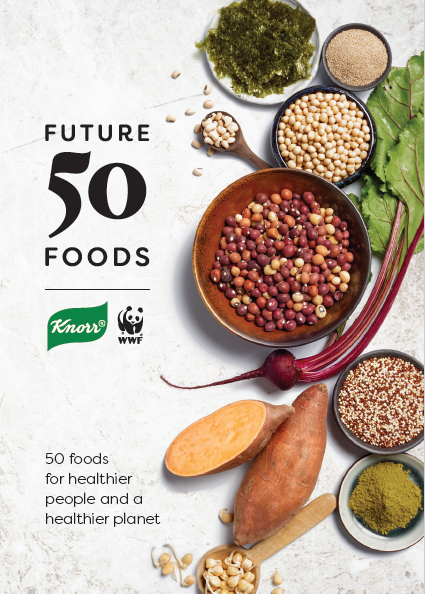 FUTURE
50
FOODS
Knorr®
WWF
50 foods
for healthier
people and a
healthier planet